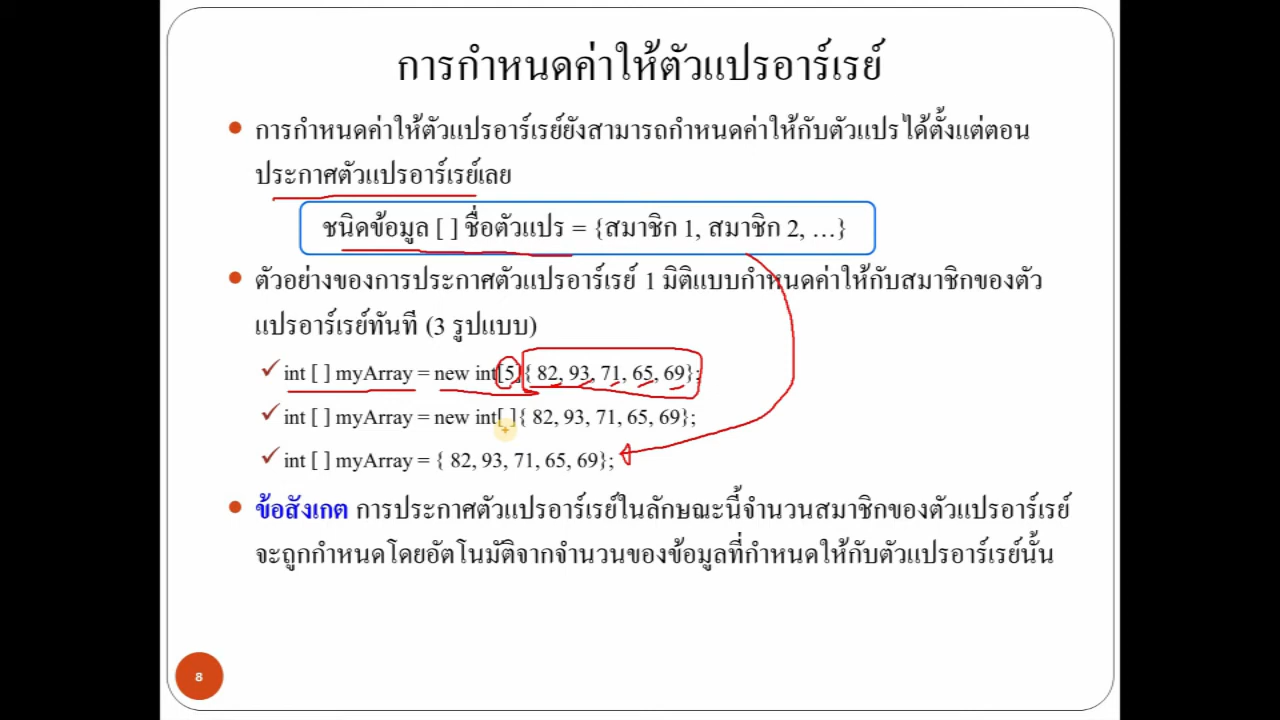 การกำหนดค่าให้ตัวแปรอาร์เรย์
การกำหนดค่าให้ตัวแปรอาร์เรย์ยังสามารถกำหนดค่าให้กับตัวแปรได้ตั้งแต่ตอน
ประกาศตัวแปรอาร์เรย์เลย
ชนิดข้อมูล [ ] ชื่อตัวแปร = {สมาชิก 1, สมาชิก 2, …}
ตัวอย่างของการประกาศตัวแปรอาร์เรย์ 1 มิติแบบกำหนดค่าให้กับสมาชิกของตัว
แปรอาร์เรย์ทันที (3 รูปแบบ)
int [ ] myArray = new int[5]{ 82, 93, 71, 65, 69};
int [ ] myArray = new int[ ]{ 82, 93, 71, 65, 69};
int [ ] myArray = { 82, 93, 71, 65, 69};
ข้อสังเกต การประกาศตัวแปรอาร์เรย์ในลักษณะนี้จำนวนสมาชิกของตัวแปรอาร์เรย์
จะถูกกำหนดโดยอัตโนมัติจากจำนวนของข้อมูลที่กำหนดให้กับตัวแปรอาร์เรย์นั้น
8